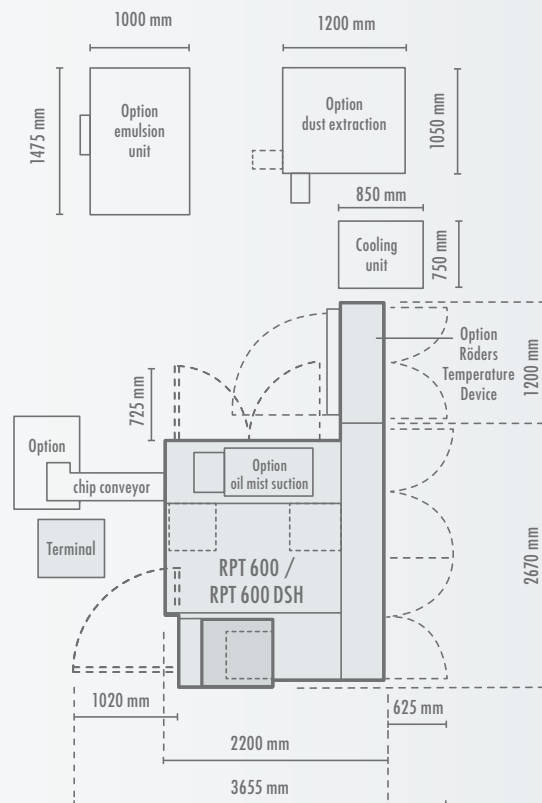 1000 mm
1200 mm
1475 mm
Option
emulsion
unit
Option
dust extraction
1050 mm
850 mm
Cooling
unit
750 mm
Option
Röders
Temperature
Device
1200 mm
725 mm
Option
chip conveyor
Option
oil mist suction
Terminal
RPT 600 /
RPT 600 DSH
2670 mm
1020 mm
625 mm
2200 mm
3655 mm